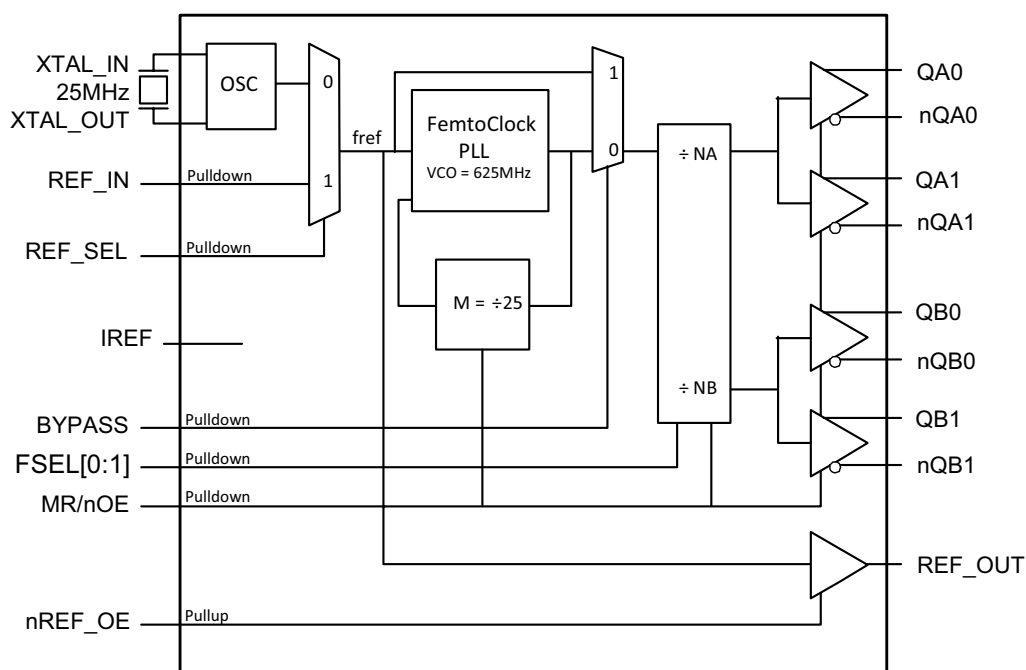 XTAL_IN
25MHz
XTAL_OUT
OSC
0
1
REF_IN
Pulldown
REF_SEL
Pulldown
fref
FemtoClock
PLL
VCO = 625MHz
M = ÷25
1
0
÷ NA
÷ NB
IREF
BYPASS
Pulldown
FSEL[0:1]
Pulldown
MR/nOE
Pulldown
nREF_OE
Pullup
QA0
nQA0
QA1
nQA1
QB0
nQB0
QB1
nQB1
REF_OUT